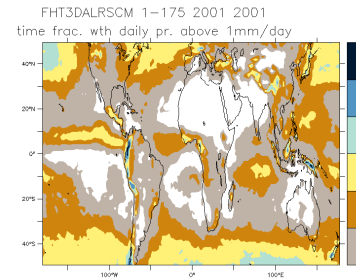 FHT3DALRSCM 1-175 2001 2001
time frac. wth daily pr. above 1mm/day
40°N
20°N
0°
20°S
40°S
100°W 0° 100°E